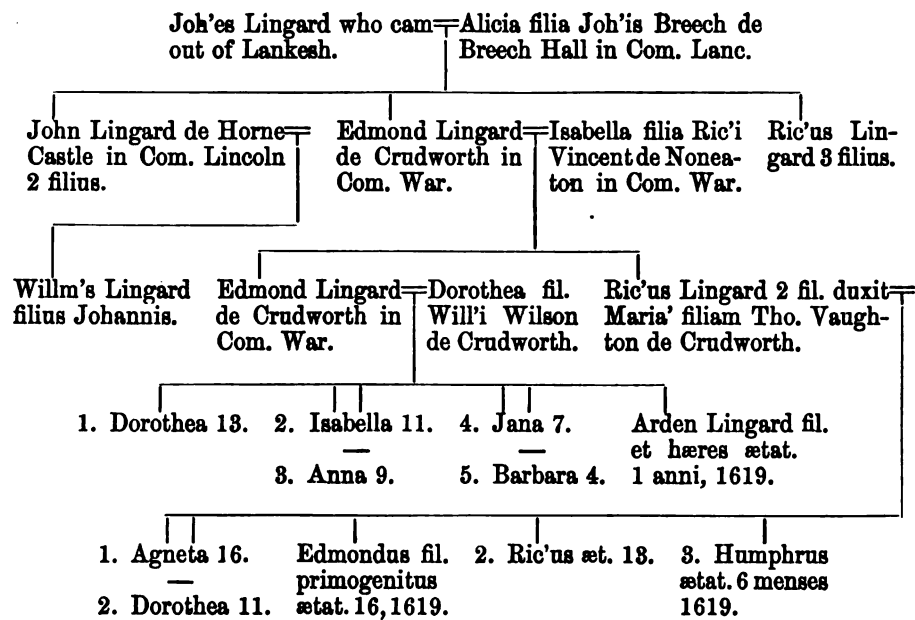 Joh'es Lingard who cam Alicia filia Joh'is Breech de
out of Lankesh. Breech Hall in Com. Lanc.
John Lingard de Horne
Castle in Com. Lincoln
2 filius.
Edmond Lingard
de Crudworth in
Com. War.
Isabella filia Ric'i
Vincent de Nonea-
ton in Com. War.
Ric'us Lin-
gard 3 filius.
Willm's Lingard
filius Johannis.
Edmond Lingard
de Crudworth in
Com. War.
Dorothea fil.
Will'i Wilson
de Crudworth.
Ric'us Lingard 2 fil. duxit
Maria' filiam Tho. Vaugh-
ton de Crudworth.
1. Dorothea 13.
2. Isabella 11.
3. Anna 9.
4. Jana 7.
5. Barbara 4.
Arden Lingard fil.
et hæres ætat.
1 anni, 1619.
1. Agneta 16.
2. Dorothea 11.
Edmondus fil.
primogenitus
ætat. 16, 1619.
2. Ric'us æt. 13.
3. Humphrus
ætat. 6 menses
1619.